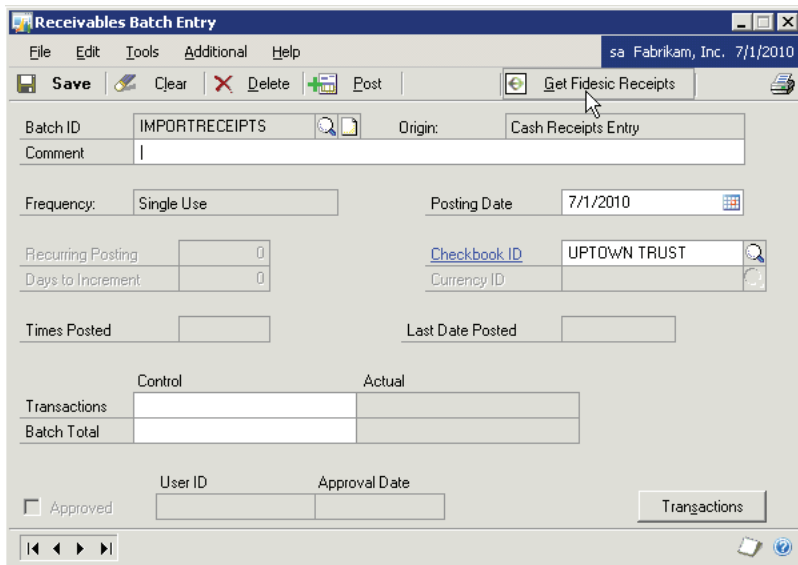 Receivables Batch Entry
File Edit Tools Additional Help sa Fabrikam, Inc. 7/1/2010
Save Clear Delete Post Get Fidesic Receipts
Batch ID IMPORTRECEIPTS Origin: Cash Receipts Entry
Comment
Frequency: Single Use Posting Date 7/1/2010
Recurring Posting 0 Checkbook ID UPTOWN TRUST
Days to Increment 0 Currency ID
Times Posted Last Date Posted
Control Actual
Transactions
Batch Total
User ID Approval Date
Approved Transactions